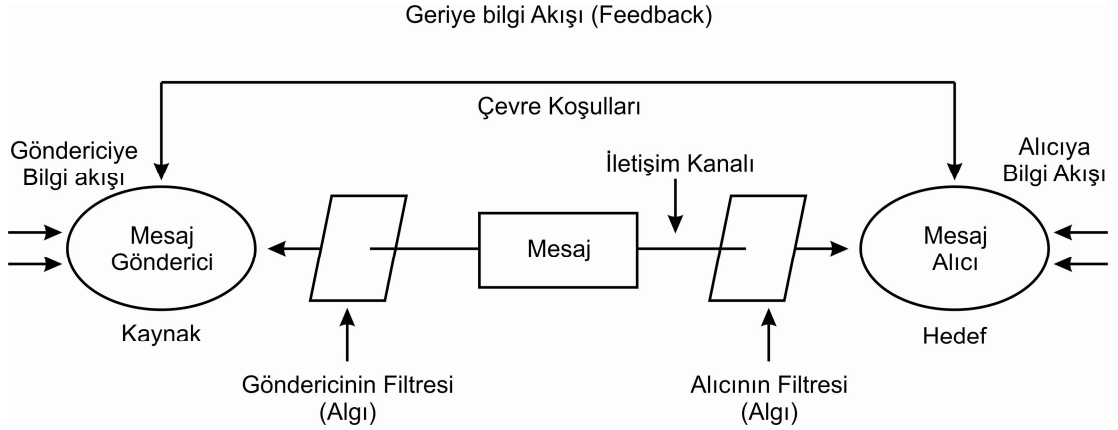 Geriye bilgi Akışı (Feedback)
Çevre Koşulları
Göndericiye
Bilgi akışı
İletişim Kanalı
Alıcıya
Bilgi Akışı
Mesaj
Gönderici
Mesaj
Mesaj
Alıcı
Kaynak
Hedef
Göndericinin Filtresi
(Algı)
Alıcının Filtresi
(Algı)